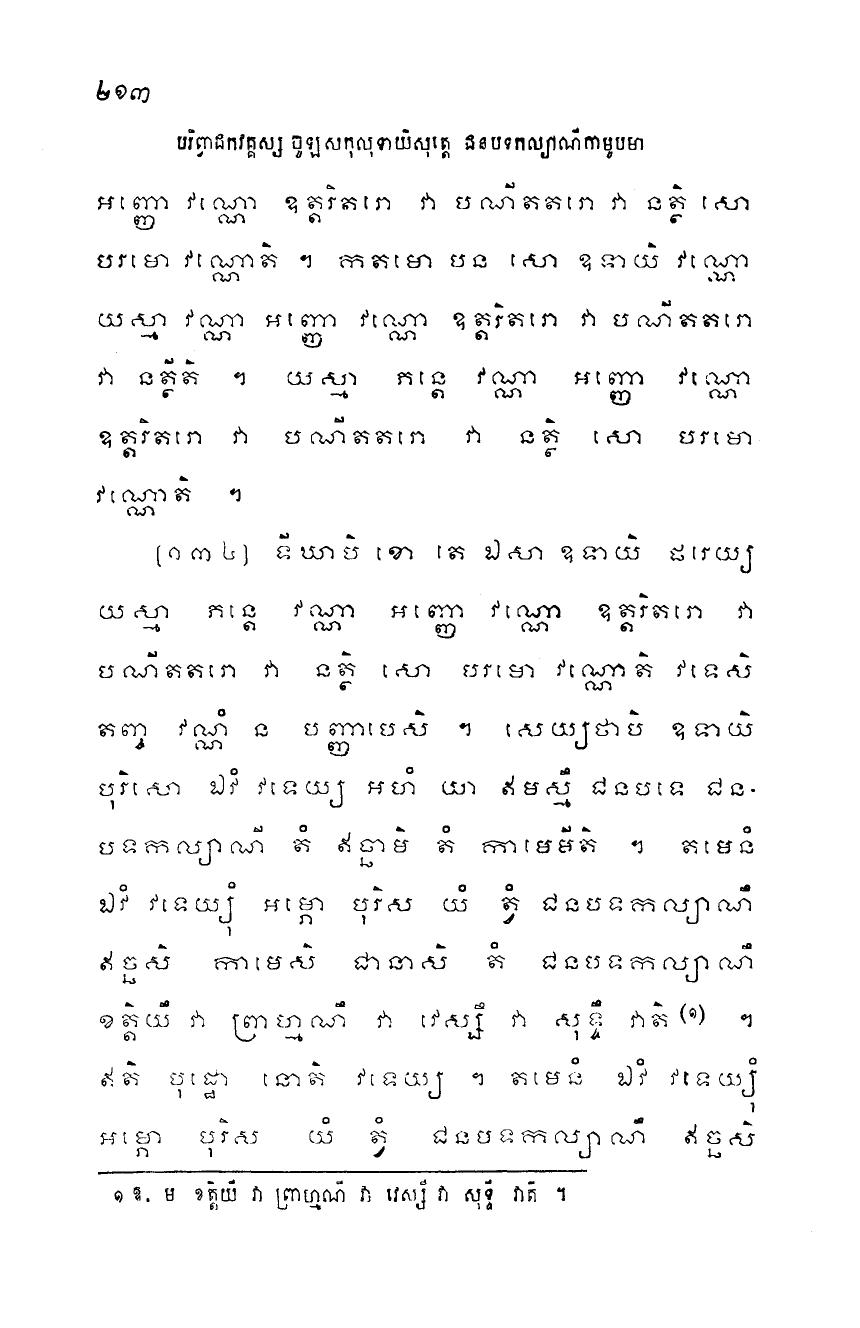 ២១៣
បរិព្វាជកវគ្គស្ស ចូឡសកុលុទាយិសុត្តេ ជនបទកល្យាណីកាមូបមា
អញ្ញោ វណ្ណោ ឧត្តរិតរោ វា បណីតតរោ វា នត្ថិ សោ
បរមោ វណ្ណោតិ ។ កតមោ បន សោ ឧទាយិ វណ្ណោ
យស្មា វណ្ណា អញ្ញោ វណ្ណោ ឧត្តរិតរោ វា បណីតតរោ
វា នត្ថីតិ ។ យស្មា ភន្តេ វណ្ណា អញ្ញោ វណ្ណោ
ឧត្តរិតរោ វា បណីតតរោ វា នត្ថិ សោ បរមោ
វណ្ណោតិ ។
[១៣៤] ទីឃាបិ ខោ តេ ឯសា ឧទាយិ ផរេយ្យ
យស្មា ភន្តេ វណ្ណា អញ្ញោ វណ្ណោ ឧត្តរិតរោ វា
បណីតតរោ វា នត្ថិ សោ បរមោ វណ្ណោតិ វទេសិ
តញ្ច វណ្ណំ ន បញ្ញាបេសិ ។ សេយ្យថាបិ ឧទាយិ
បុរិសោ ឯវំ វទេយ្យ អហំ យា ឥមស្មឹ ជនបទេ ជន-
បទកល្យាណី តំ ឥច្ឆាមិ តំ កាមេមីតិ ។ តមេនំ
ឯវំ វទេយ្យុំ អម្ភោ បុរិស យំ ត្វំ ជនបទកល្យាណឹ
ឥច្ឆសិ កាមេសិ ជានាសិ តំ ជនបទកល្យាណឹ
ខត្តិយឹ វា ព្រាហ្មណឹ វា វេស្សឹ វា សុទ្ទឹ វាតិ (១) ។
ឥតិ បុដ្ឋោ នោតិ វទេយ្យ ។ តមេនំ ឯវំ វទេយ្យុំ
អម្ភោ បុរិស យំ ត្វំ ជនបទកល្យាណឹ ឥច្ឆសិ
១ ឱ. ម ខត្តិយី វា ព្រាហ្មណី វា វេស្សី វា សុទ្ទី វាតិ ។